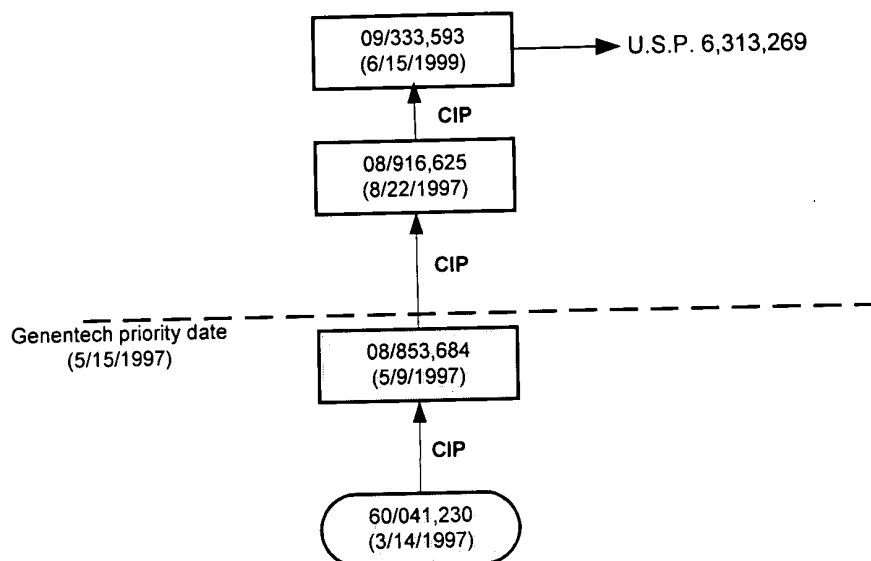 09/333,593
(6/15/1999)
U.S.P. 6,313,269
CIP
08/916,625
(8/22/1997)
CIP
Genentech priority date
(5/15/1997)
08/853,684
(5/9/1997)
CIP
60/041,230
(3/14/1997)